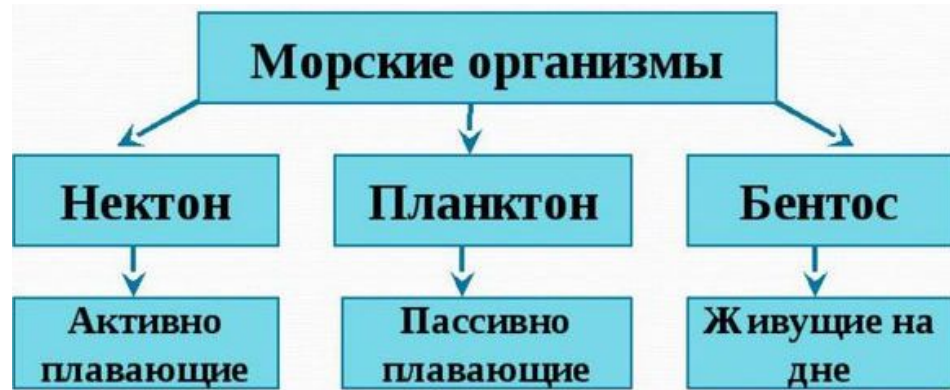 Морские организмы
Нектон
Планктон
Бентос
Активно
плавающие
Пассивно
плавающие
Живущие на
дне